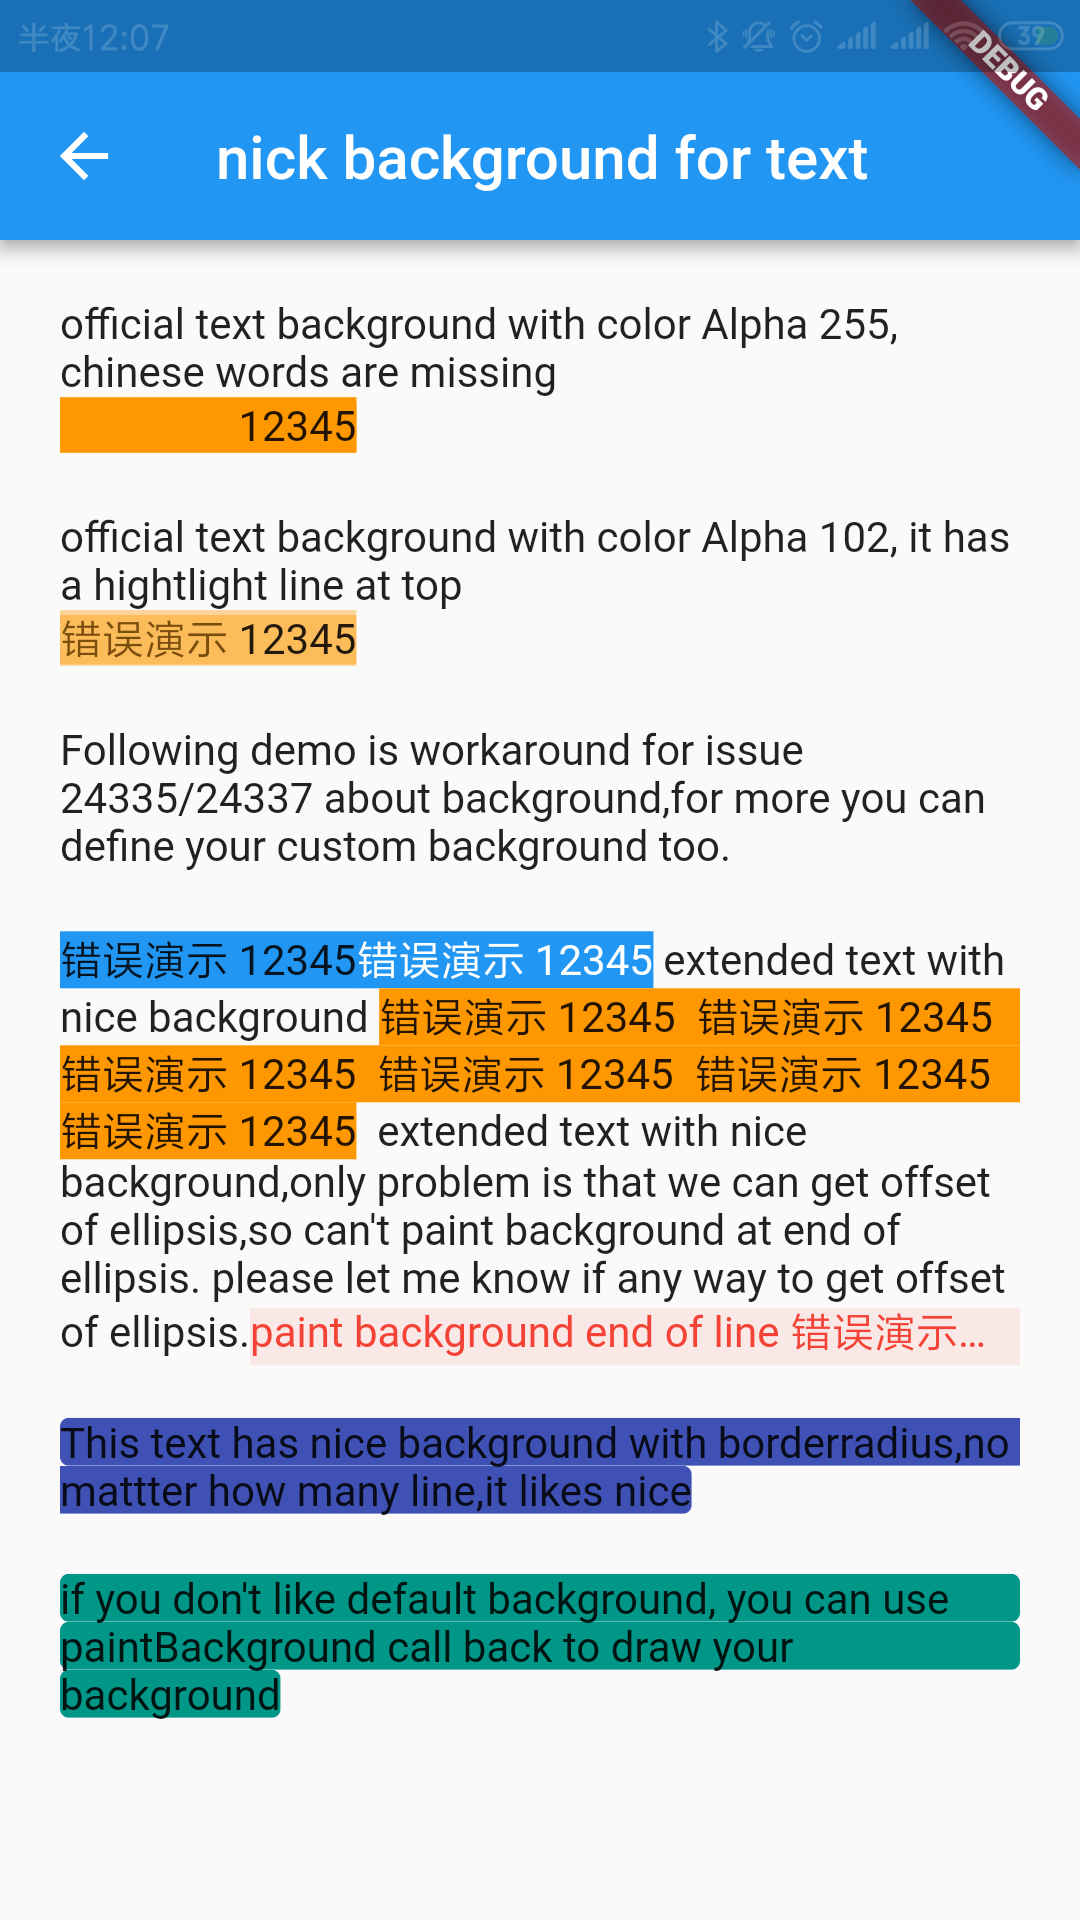 半夜12:07
39
DEBUG
nick background for text
official text background with color Alpha 255,
chinese words are missing
12345
official text background with color Alpha 102, it has
a hightlight line at top
错误演示 12345
Following demo is workaround for issue
24335/24337 about background,for more you can
define your custom background too.
错误演示 12345错误演示 12345 extended text with
nice background 错误演示 12345 错误演示 12345
错误演示 12345 错误演示 12345 错误演示 12345
错误演示 12345 extended text with nice
background,only problem is that we can get offset
of ellipsis,so can't paint background at end of
ellipsis. please let me know if any way to get offset
of ellipsis.paint background end of line 错误演示...
This text has nice background with borderradius,no
mattter how many line,it likes nice
if you don't like default background, you can use
paintBackground call back to draw your
background